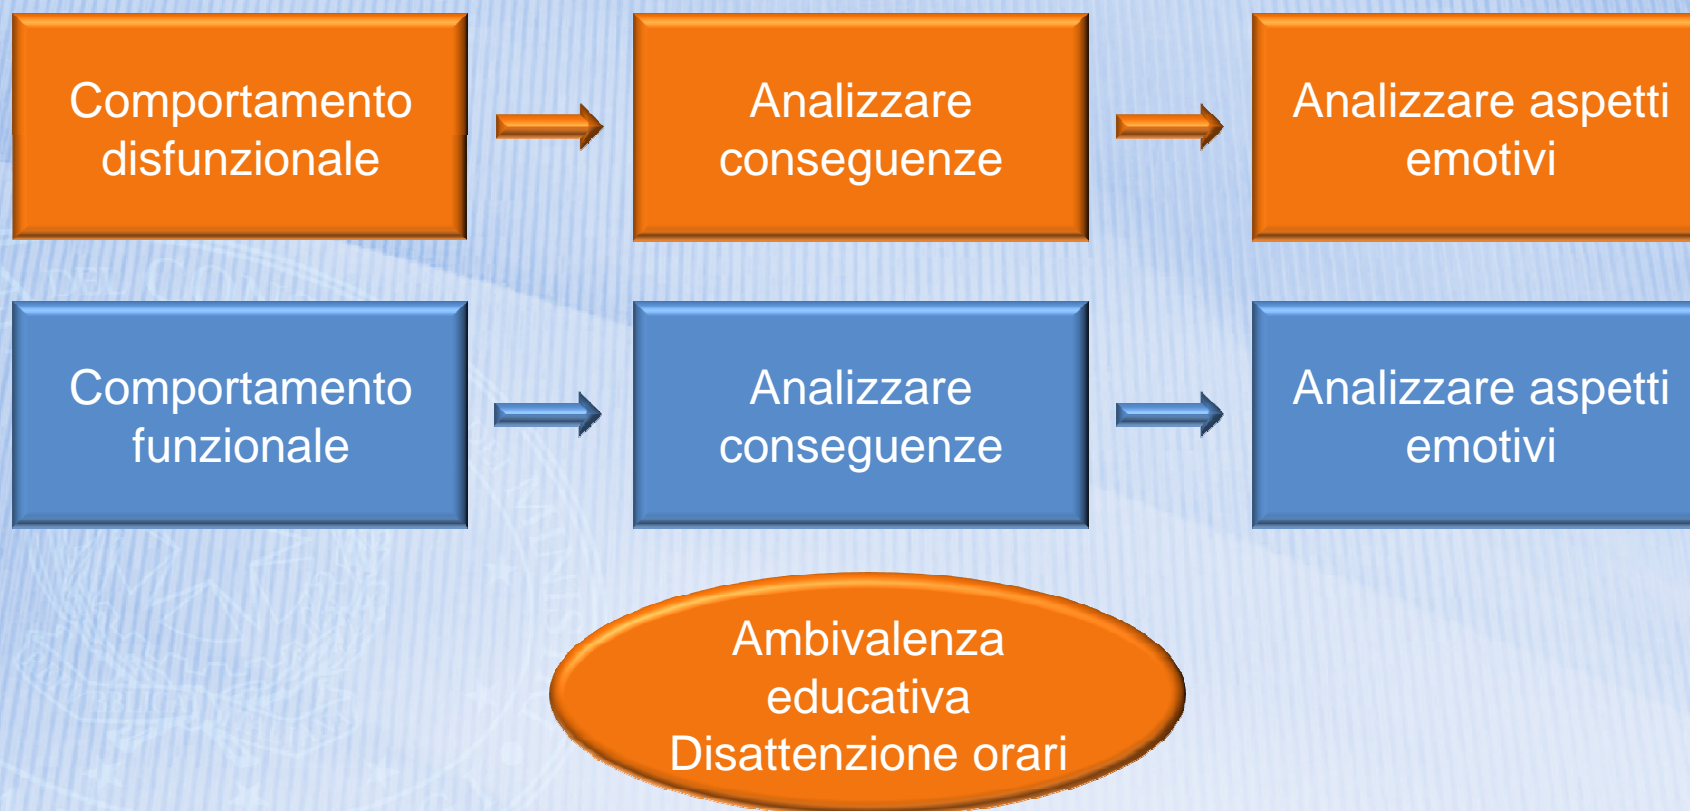 Comportamento
disfunzionale
Analizzare
conseguenze
Analizzare aspetti
emotivi
Comportamento
funzionale
Analizzare
conseguenze
Analizzare aspetti
emotivi
Ambivalenza
educativa
Disattenzione orari